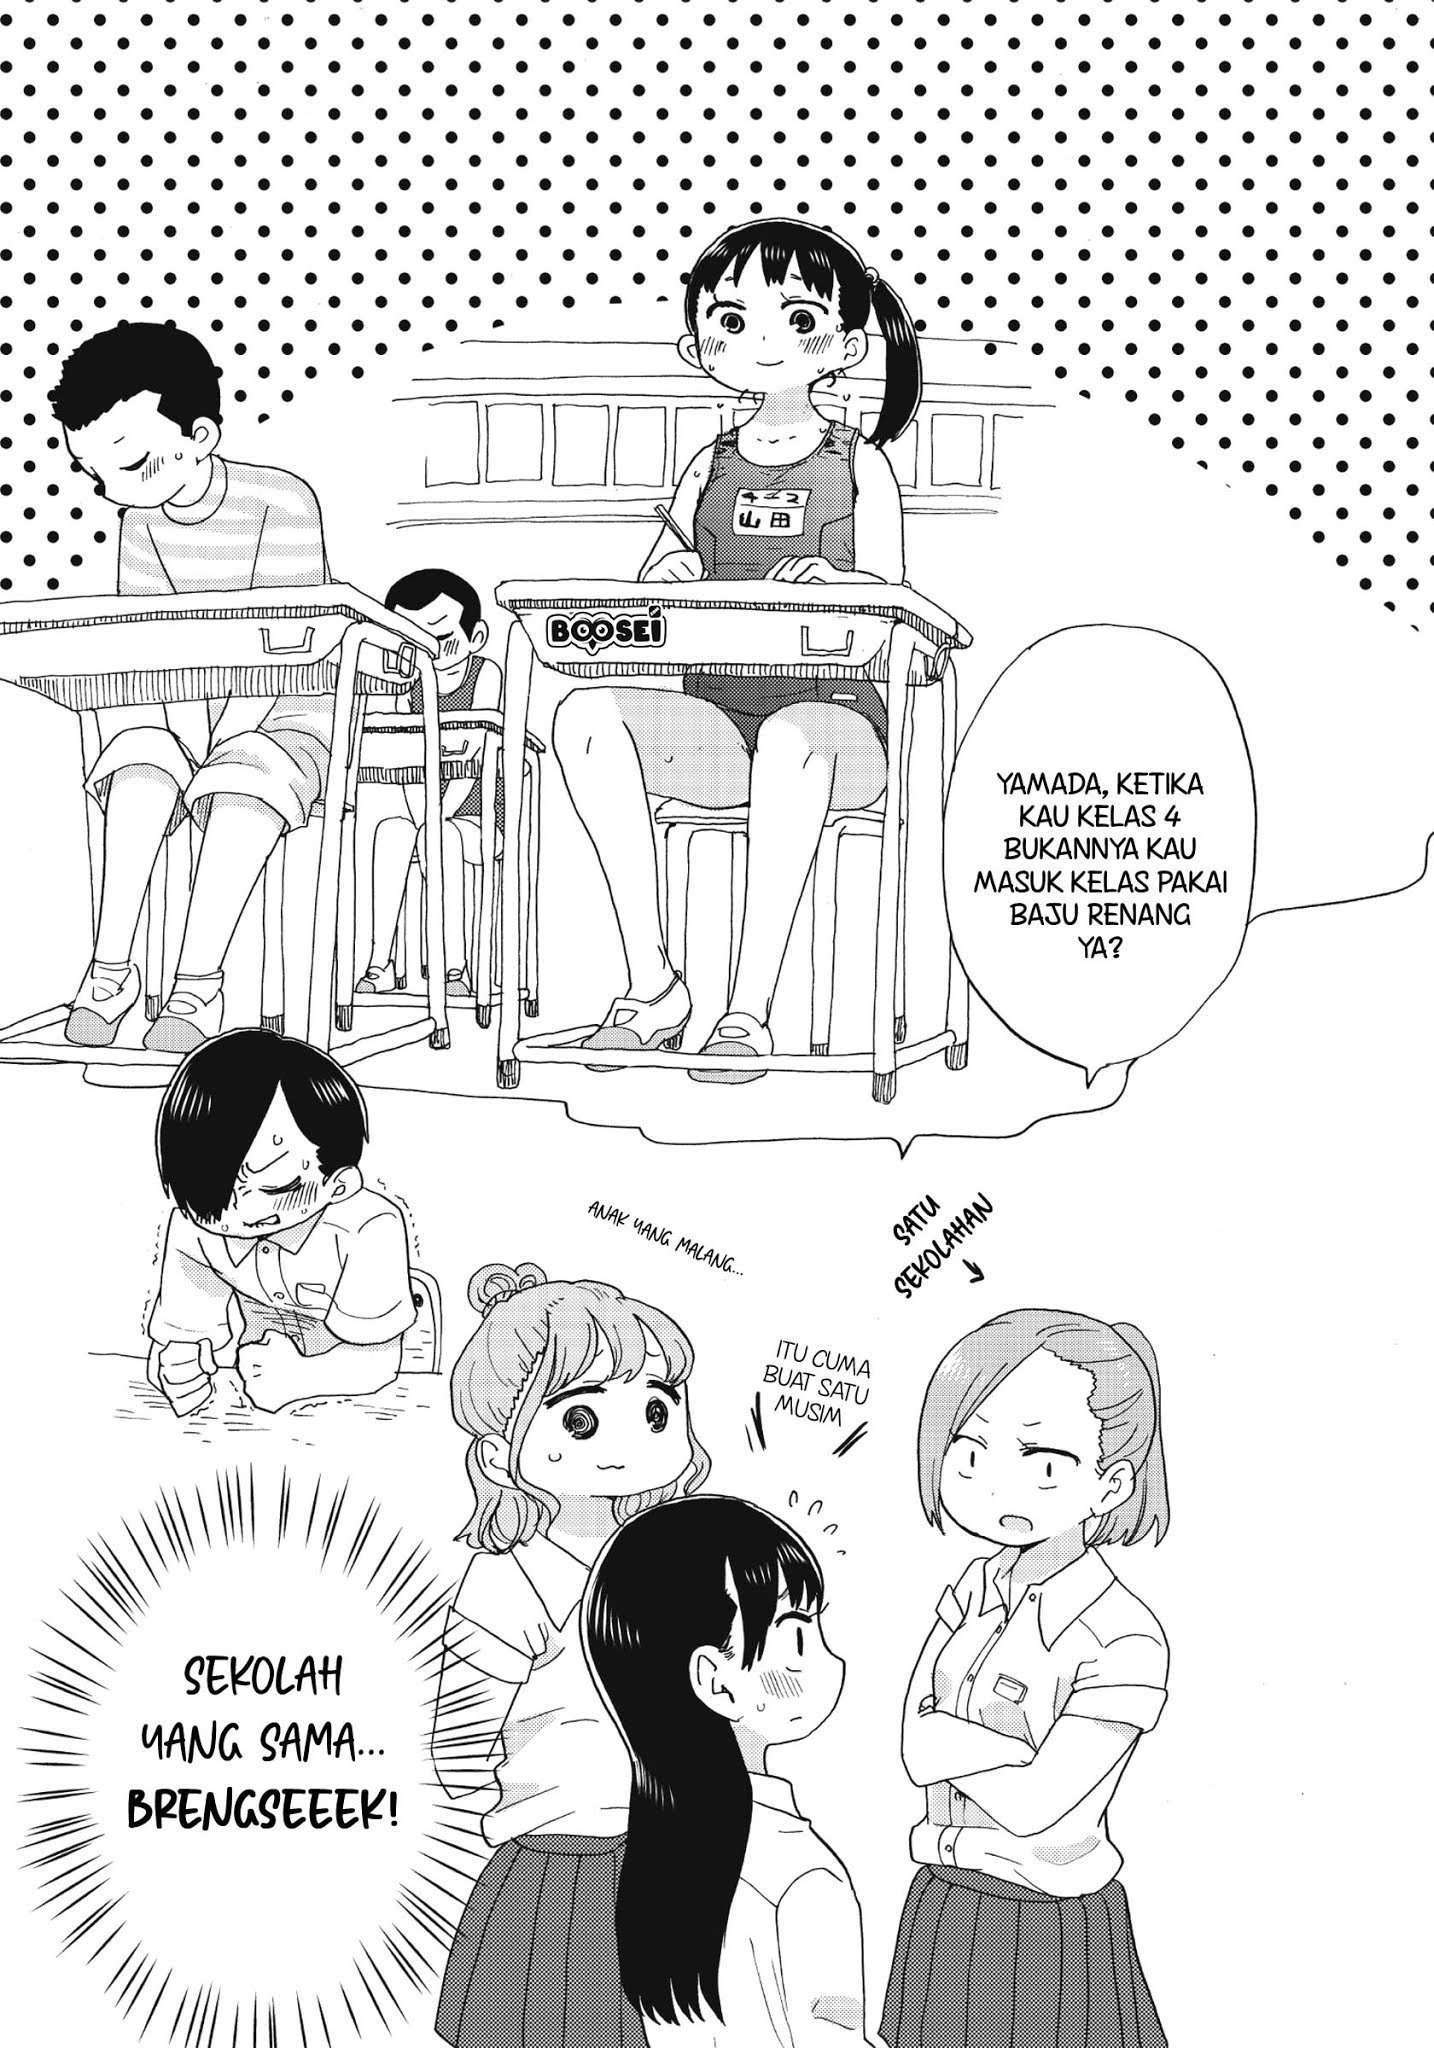 4-2
山田
BOOSEI
YAMADA, KETIKA
KAU KELAS 4
BUKANNYA KAU
MASUK KELAS PAKAI
BAJU RENANG
YA?
ANAK YANG MALANG...
SATU
SEKOLAHAN
ITU CUMA
BUAT SATU
MUSIM
SEKOLAH
YANG SAMA...
BRENGSEEEK!